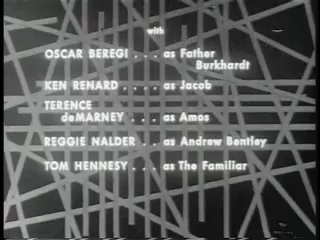 with
OSCAR BEREGI . . . as Father
Burkhardt
KEN RENARD . . . . as Jacob
TERENCE
deMARNEY . . . as Amos
REGGIE NALDER . . as Andrew Bentley
TOM HENNESY . . . as The Familiar